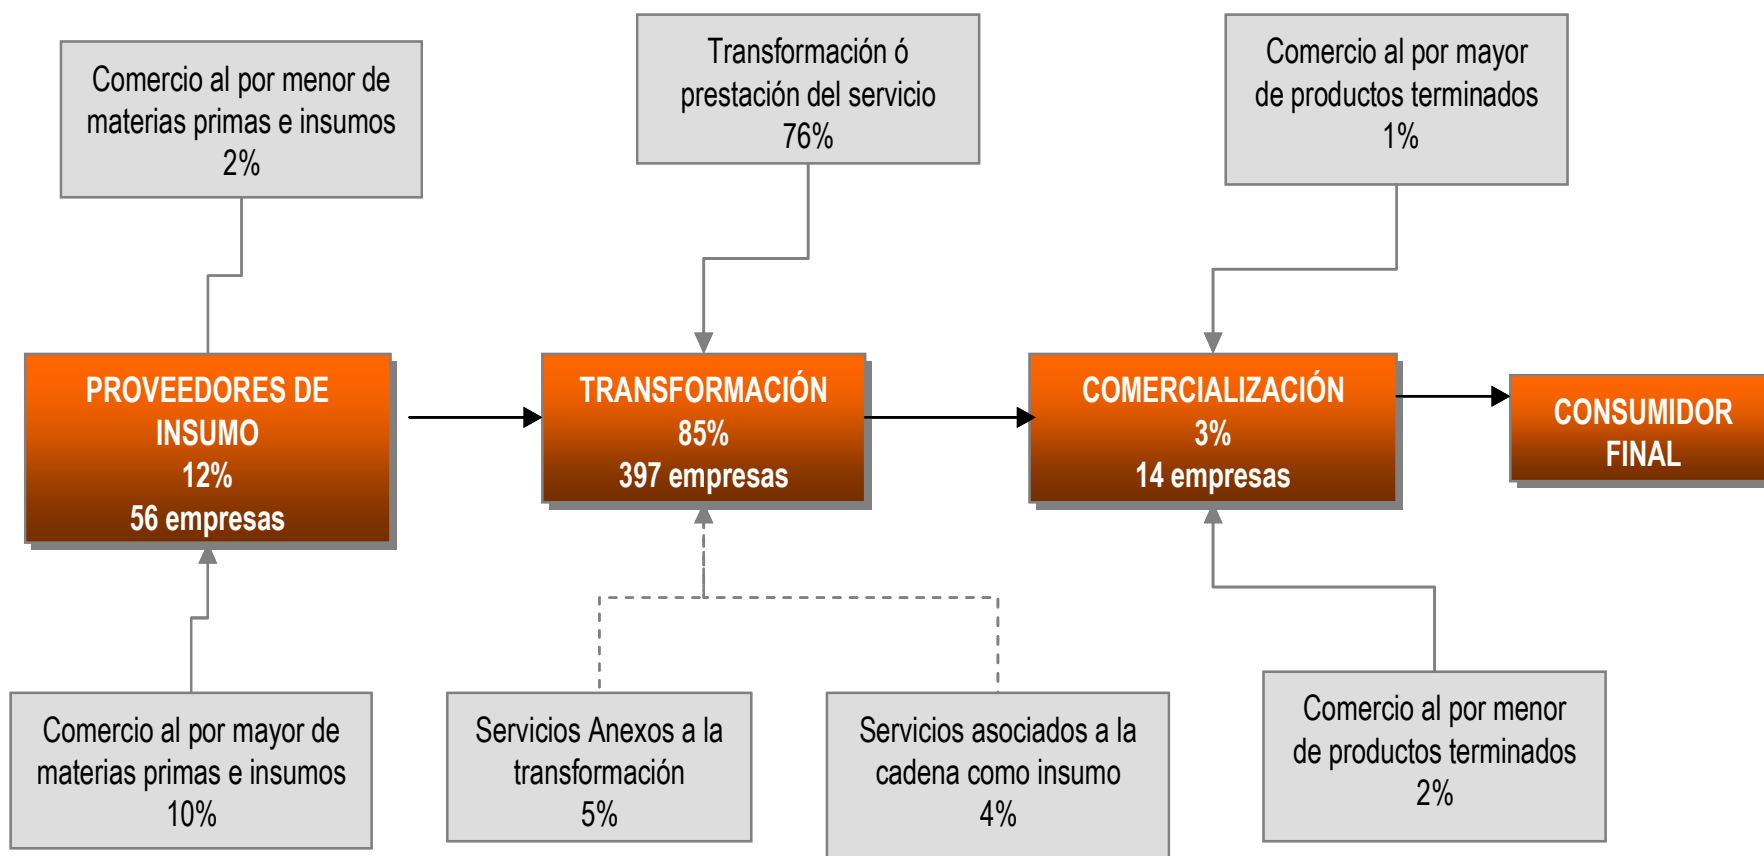 Comercio al por menor de
materias primas e insumos
2%
Transformación ó
prestación del servicio
76%
Comercio al por mayor
de productos terminados
1%
PROVEEDORES DE
INSUMO
12%
56 empresas
TRANSFORMACIÓN
85%
397 empresas
COMERCIALIZACIÓN
3%
14 empresas
CONSUMIDOR
FINAL
Comercio al por mayor de
materias primas e insumos
10%
Servicios Anexos a la
transformación
5%
Servicios asociados a la
cadena como insumo
4%
Comercio al por menor
de productos terminados
2%